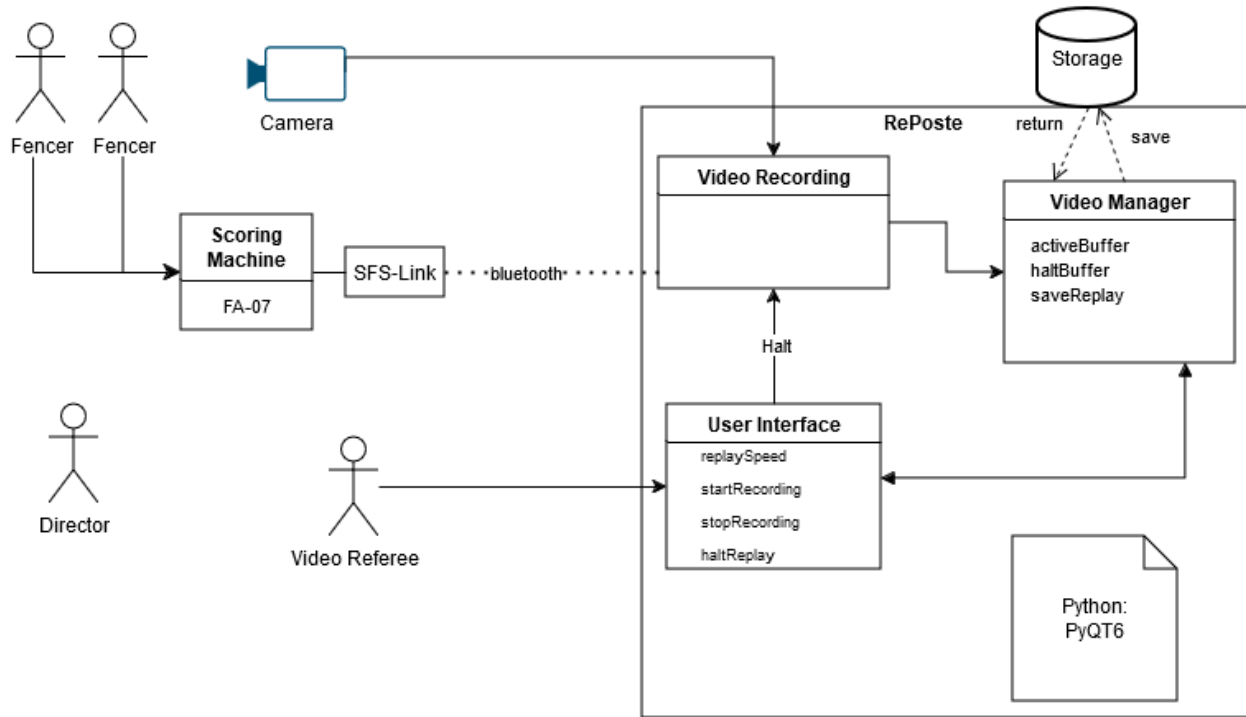 Fencer
Fencer
Camera
Storage
RePoste
return
save
Video Recording
Video Manager
activeBuffer
haltBuffer
saveReplay
Scoring
Machine
FA-07
SFS-Link
bluetooth
Halt
User Interface
replaySpeed
startRecording
stopRecording
haltReplay
Director
Video Referee
Python:
PyQT6